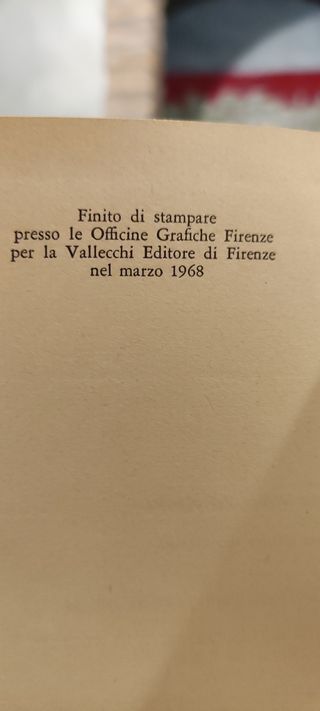 Finito di stampare
presso le Officine Grafiche Firenze
per la Vallecchi Editore di Firenze
nel marzo 1968